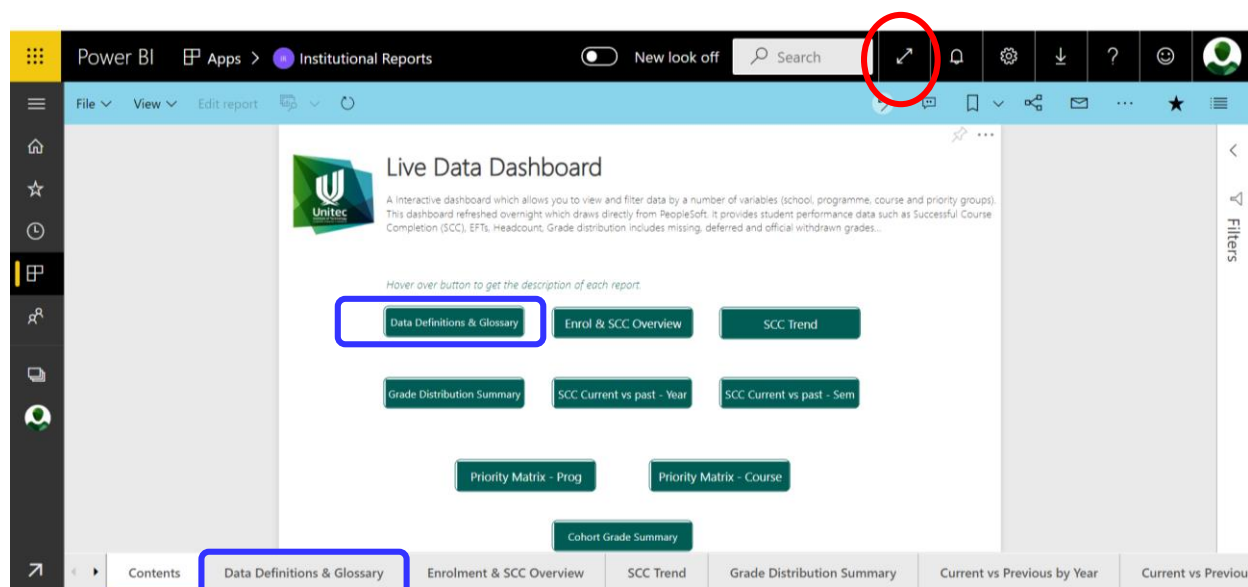 Power BI Apps > IR Institutional Reports New look off Search ?
File View Edit report
Live Data Dashboard
A Interactive dashboard which allows you to view and filter data by a number of variables (school, programme, course and priority groups).
This dashboard refreshed overnight which draws directly from PeopleSoft. It provides student performance data such as Successful Course
Completion (SCC), EFTs, Headcount, Grade distribution includes missing, deferred and official withdrawn grades...
Unitec
Hover over button to get the description of each report.
Data Definitions & Glossary Enrol & SCC Overview SCC Trend
Grade Distribution Summary SCC Current vs past - Year SCC Current vs past - Sem
Priority Matrix - Prog Priority Matrix - Course
Cohort Grade Summary
Filters
Contents Data Definitions & Glossary Enrolment & SCC Overview SCC Trend Grade Distribution Summary Current vs Previous by Year Current vs Previou